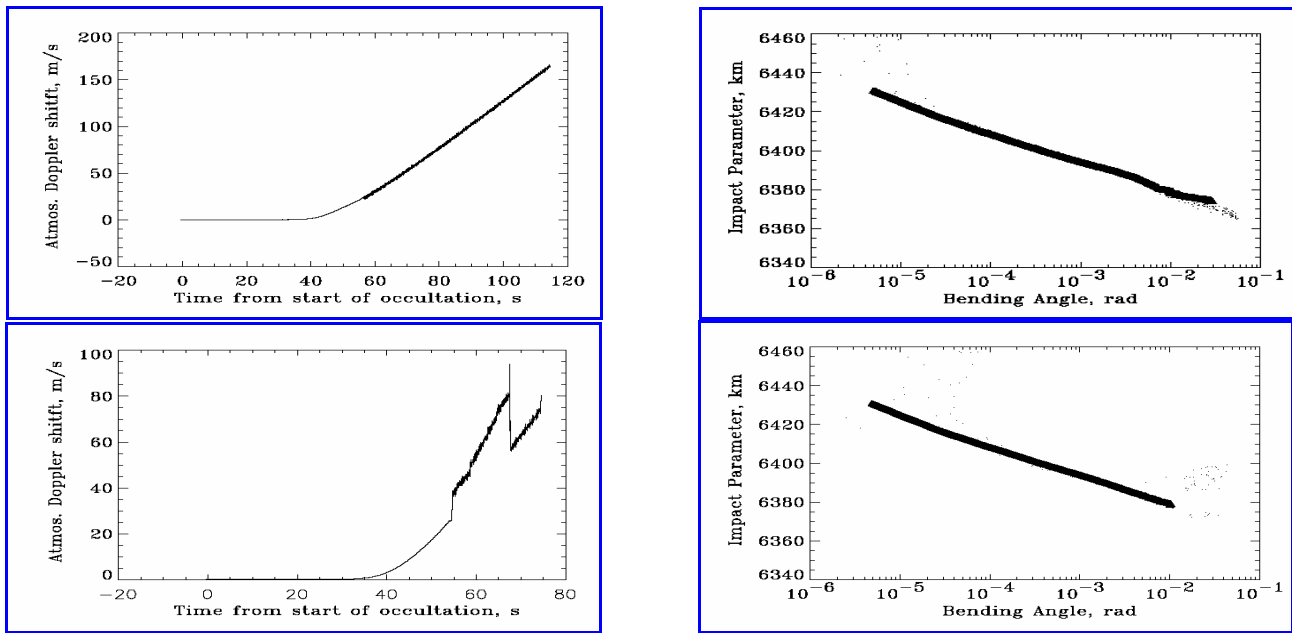 200
150
100
50
0
−50
Atmos. Doppler shitft, m/s
−20 0 20 40 60 80 100 120
Time from start of occultation, s
6460
6440
6420
6400
6380
6360
6340
Impact Parameter, km
10−6 10−5 10−4 10−3 10−2 10−1
Bending Angle, rad
100
80
60
40
20
0
Atmos. Doppler shitft, m/s
−20 0 20 40 60 80
Time from start of occultation, s
6460
6440
6420
6400
6380
6360
6340
Impact Parameter, km
10−6 10−5 10−4 10−3 10−2 10−1
Bending Angle, rad